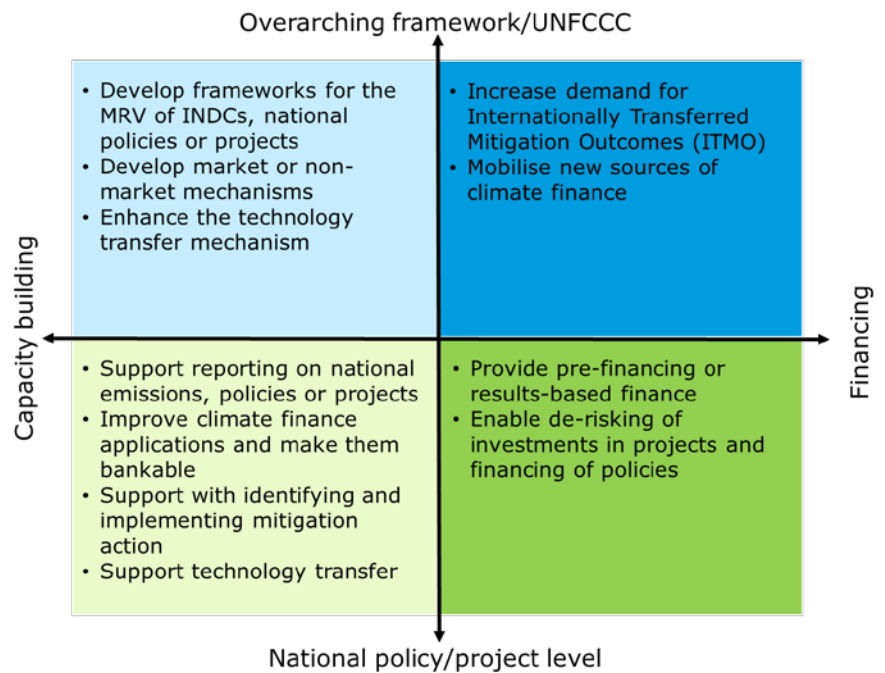 Overarching framework/UNFCCC
• Develop frameworks for the
MRV of INDCs, national
policies or projects
• Develop market or non-
market mechanisms
• Enhance the technology
transfer mechanism
• Increase demand for
Internationally Transferred
Mitigation Outcomes (ITMO)
• Mobilise new sources of
climate finance
Capacity building
Financing
• Support reporting on national
emissions, policies or projects
• Improve climate finance
applications and make them
bankable
• Support with identifying and
implementing mitigation
action
• Support technology transfer
• Provide pre-financing or
results-based finance
• Enable de-risking of
investments in projects and
financing of policies
National policy/project level